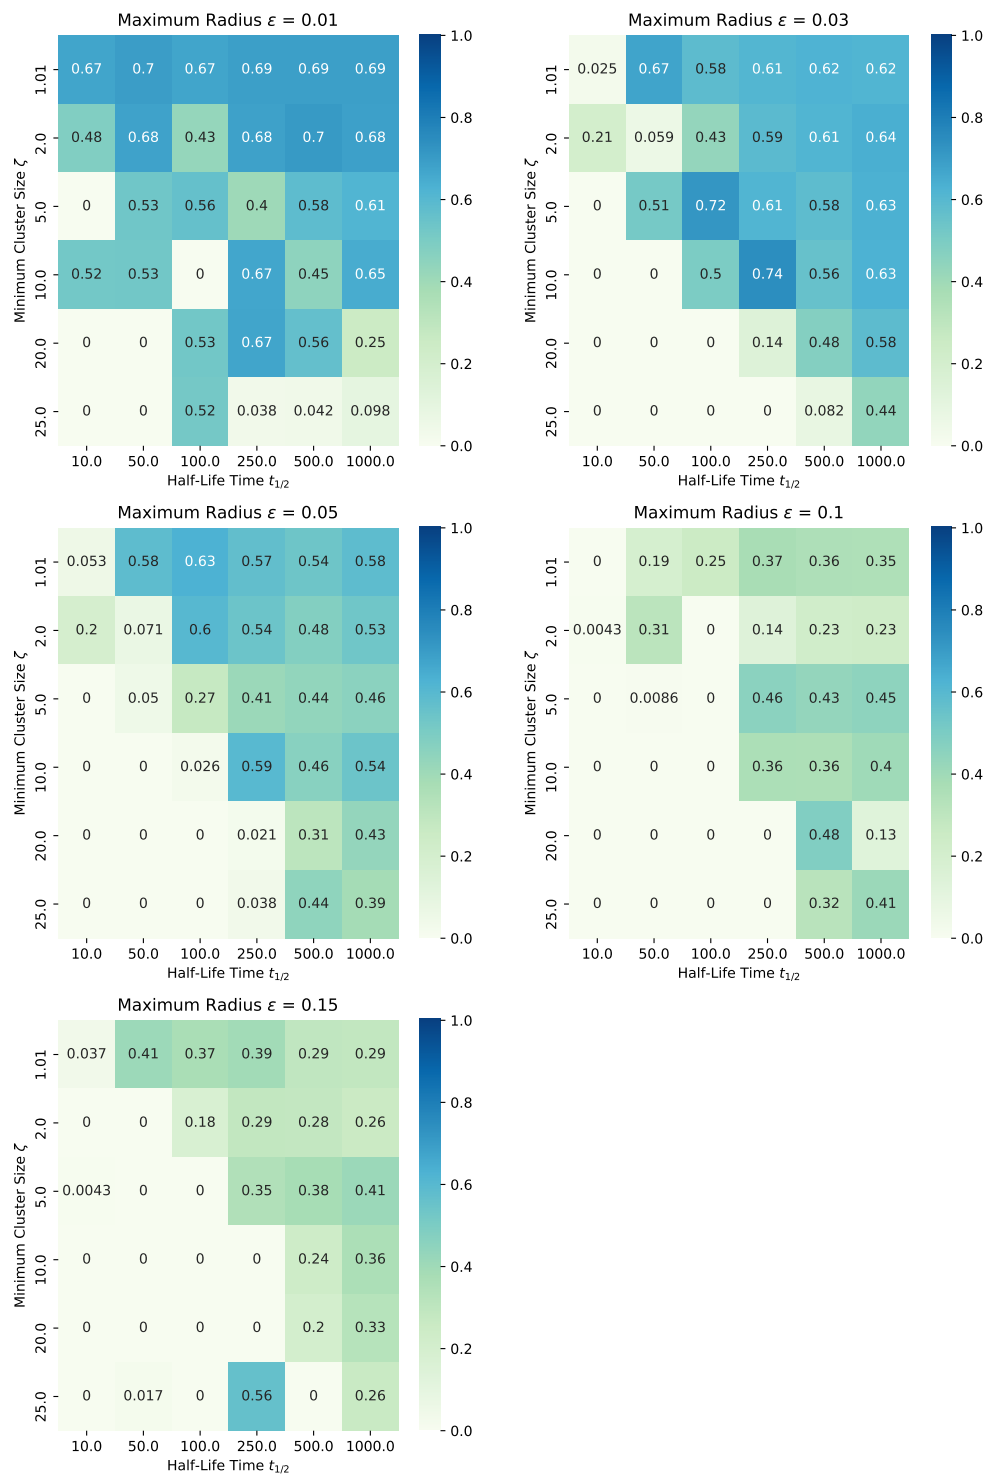 Maximum Radius ε = 0.01
Minimum Cluster Size ζ
1.01 0.67 0.7 0.67 0.69 0.69 0.69
2.0 0.48 0.68 0.43 0.68 0.7 0.68
5.0 0 0.53 0.56 0.4 0.58 0.61
10.0 0.52 0.53 0 0.67 0.45 0.65
20.0 0 0 0.53 0.67 0.56 0.25
25.0 0 0 0.52 0.038 0.042 0.098
10.0 50.0 100.0 250.0 500.0 1000.0
Half-Life Time t1/2
1.0
0.8
0.6
0.4
0.2
0.0
Maximum Radius ε = 0.03
Minimum Cluster Size ζ
1.01 0.025 0.67 0.58 0.61 0.62 0.62
2.0 0.21 0.059 0.43 0.59 0.61 0.64
5.0 0 0.51 0.72 0.61 0.58 0.63
10.0 0 0 0.5 0.74 0.56 0.63
20.0 0 0 0 0.14 0.48 0.58
25.0 0 0 0 0 0.082 0.44
10.0 50.0 100.0 250.0 500.0 1000.0
Half-Life Time t1/2
1.0
0.8
0.6
0.4
0.2
0.0
Maximum Radius ε = 0.05
Minimum Cluster Size ζ
1.01 0.053 0.58 0.63 0.57 0.54 0.58
2.0 0.2 0.071 0.6 0.54 0.48 0.53
5.0 0 0.05 0.27 0.41 0.44 0.46
10.0 0 0 0.026 0.59 0.46 0.54
20.0 0 0 0 0.021 0.31 0.43
25.0 0 0 0 0.038 0.44 0.39
10.0 50.0 100.0 250.0 500.0 1000.0
Half-Life Time t1/2
1.0
0.8
0.6
0.4
0.2
0.0
Maximum Radius ε = 0.1
Minimum Cluster Size ζ
1.01 0 0.19 0.25 0.37 0.36 0.35
2.0 0.0043 0.31 0 0.14 0.23 0.23
5.0 0 0.0086 0 0.46 0.43 0.45
10.0 0 0 0 0.36 0.36 0.4
20.0 0 0 0 0 0.48 0.13
25.0 0 0 0 0 0.32 0.41
10.0 50.0 100.0 250.0 500.0 1000.0
Half-Life Time t1/2
1.0
0.8
0.6
0.4
0.2
0.0
Maximum Radius ε = 0.15
Minimum Cluster Size ζ
1.01 0.037 0.41 0.37 0.39 0.29 0.29
2.0 0 0 0.18 0.29 0.28 0.26
5.0 0.0043 0 0 0.35 0.38 0.41
10.0 0 0 0 0 0.24 0.36
20.0 0 0 0 0 0.2 0.33
25.0 0 0.017 0 0.56 0 0.26
10.0 50.0 100.0 250.0 500.0 1000.0
Half-Life Time t1/2
1.0
0.8
0.6
0.4
0.2
0.0